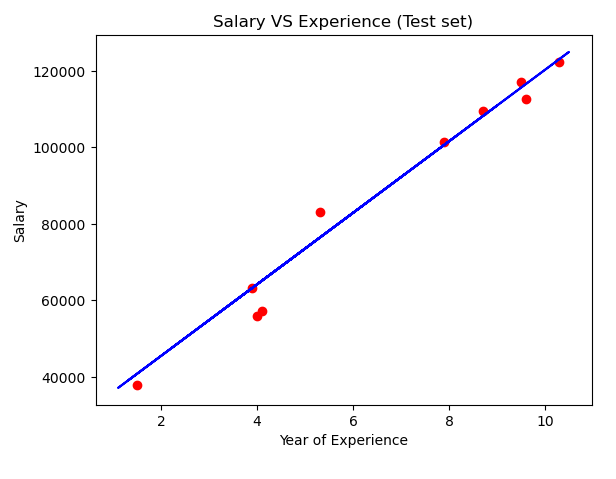 Salary VS Experience (Test set)
120000
100000
80000
60000
40000
Salary
2 4 6 8 10
Year of Experience